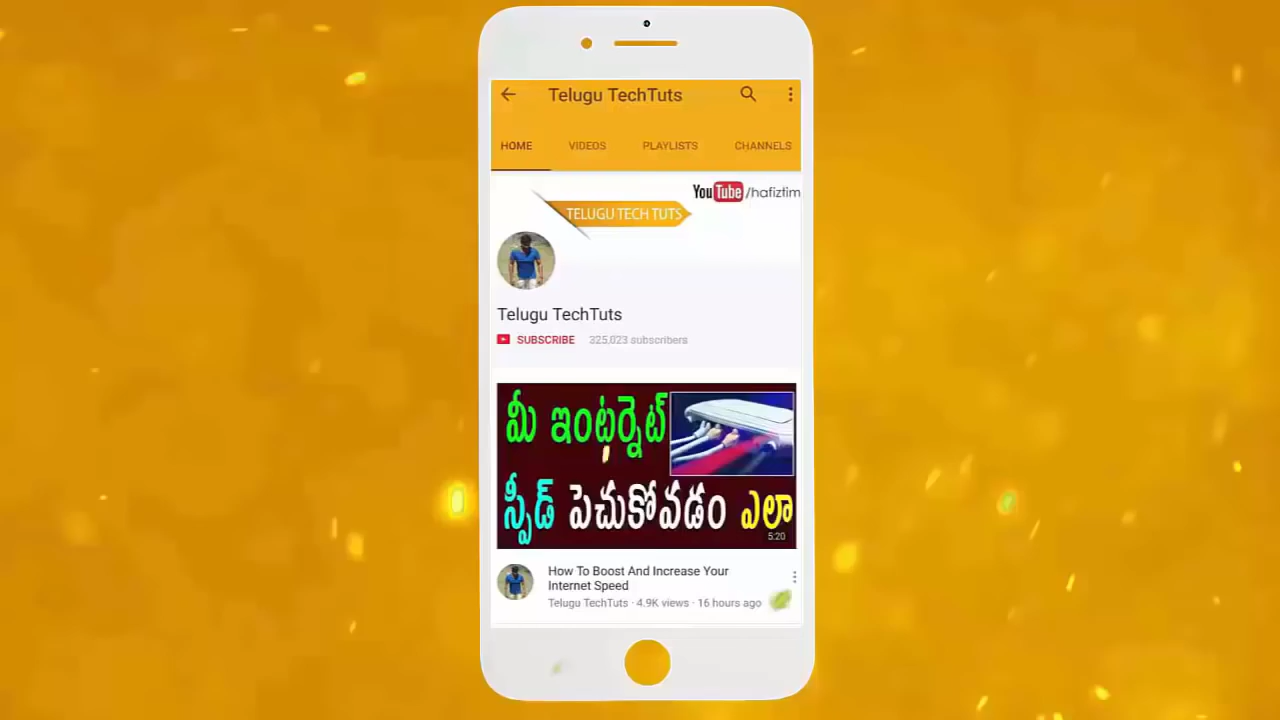 Telugu TechTuts
HOME VIDEOS PLAYLISTS CHANNELS
YouTube/hafiztim
TELUGU TECH TUTS
Telugu TechTuts
SUBSCRIBE 325,023 subscribers
మీ ఇంటర్నెట్
స్పీడ్ పెచుకోవడం ఎలా
5:20
How To Boost And Increase Your
Internet Speed
Telugu TechTuts · 4.9K views · 16 hours ago